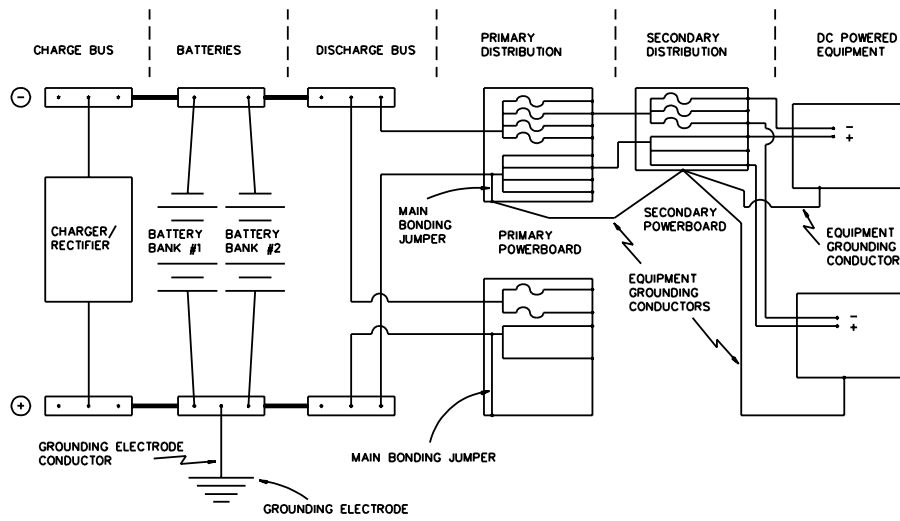 CHARGE BUS
BATTERIES
DISCHARGE BUS
PRIMARY
DISTRIBUTION
SECONDARY
DISTRIBUTION
DC POWERED
EQUIPMENT
−
CHARGER/
RECTIFIER
BATTERY
BANK #1
BATTERY
BANK #2
MAIN
BONDING
JUMPER
PRIMARY
POWERBOARD
SECONDARY
POWERBOARD
−
+
EQUIPMENT
GROUNDING
CONDUCTOR
EQUIPMENT
GROUNDING
CONDUCTORS
−
+
+
GROUNDING ELECTRODE
CONDUCTOR
MAIN BONDING JUMPER
GROUNDING ELECTRODE